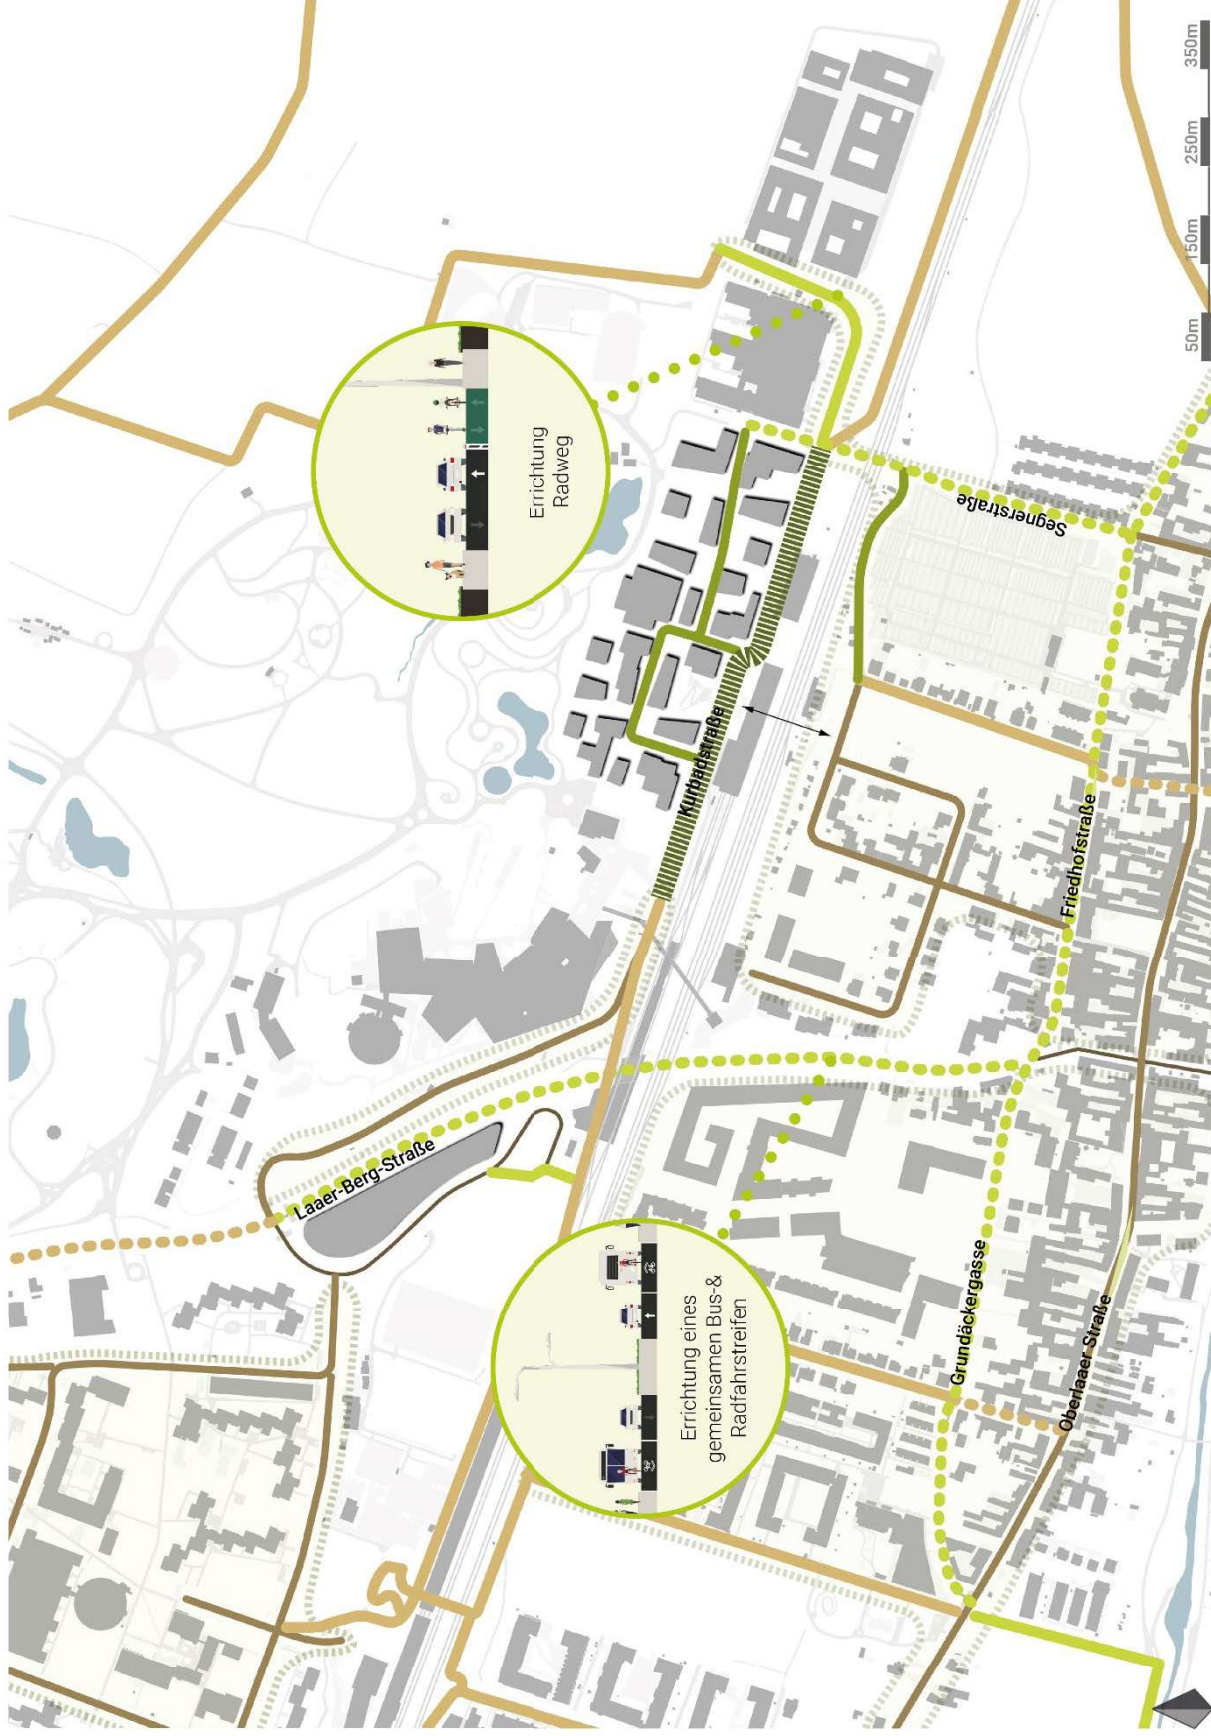 Errichtung
Radweg
Kurbadstraße
Segnerstraße
Friedhofstraße
Laaer-Berg-Straße
Errichtung eines
gemeinsamen Bus-&
Radfahrstreifen
Grundäckergasse
Oberlaaer Straße
50m
150m
250m
350m